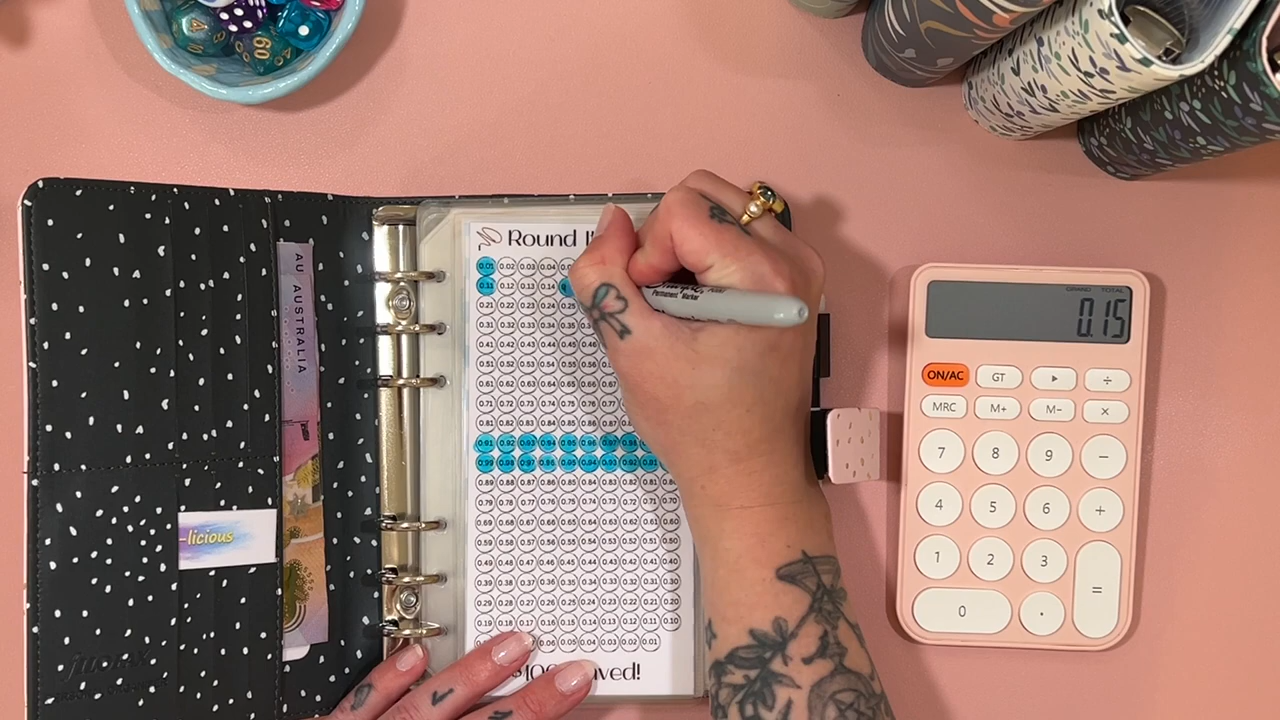 Round
0.01 0.02 0.03 0.04
0.11 0.12 0.13 0.14
0.21 0.22 0.23 0.24 0.25
0.31 0.32 0.33 0.34 0.35
0.41 0.42 0.43 0.44 0.45 0.46
0.51 0.52 0.53 0.54 0.55 0.56
0.61 0.62 0.63 0.64 0.65 0.66 0.67
0.71 0.72 0.73 0.74 0.75 0.76 0.77
0.81 0.82 0.83 0.84 0.85 0.86 0.87
0.91 0.92 0.93 0.94 0.95 0.96 0.97 0.98
0.99 0.98 0.97 0.96 0.95 0.94 0.93 0.92 0.91
0.89 0.88 0.87 0.86 0.85 0.84 0.83 0.82 0.81 0.80
0.79 0.78 0.77 0.76 0.75 0.74 0.73 0.72 0.71 0.70
0.69 0.68 0.67 0.66 0.65 0.64 0.63 0.62 0.61 0.60
0.59 0.58 0.57 0.56 0.55 0.54 0.53 0.52 0.51 0.50
0.49 0.48 0.47 0.46 0.45 0.44 0.43 0.42 0.41 0.40
0.39 0.38 0.37 0.36 0.35 0.34 0.33 0.32 0.31 0.30
0.29 0.28 0.27 0.26 0.25 0.24 0.23 0.22 0.21 0.20
0.19 0.18 0.17 0.16 0.15 0.14 0.13 0.12 0.11 0.10
0.06 0.05 0.04 0.03 0.02 0.01
Permanent Marker
AU AUSTRALIA
-licious
GRAND TOTAL
0.15
ON/AC GT ÷
MRC M+ M− ×
7 8 9 −
4 5 6 +
1 2 3 =
0 .